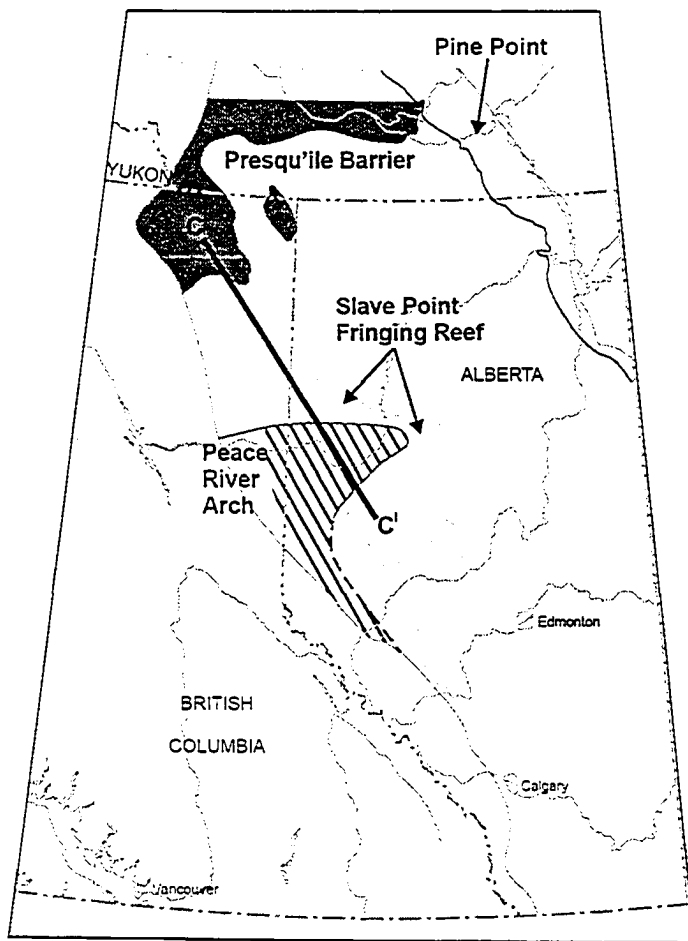 Pine Point
Presqu'ile Barrier
YUKON
C
Slave Point
Fringing Reef
ALBERTA
Peace
River
Arch
C'
Edmonton
BRITISH
COLUMBIA
Calgary
Vancouver